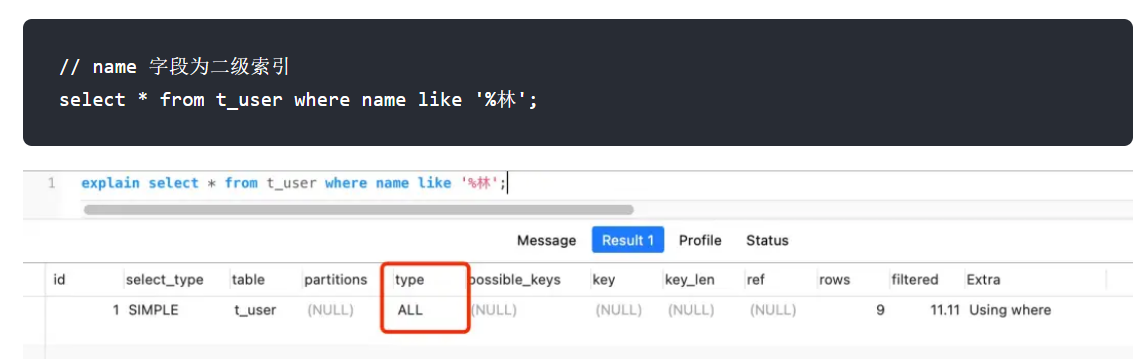 // name 字段为二级索引
select * from t_user where name like '%林';
1 explain select * from t_user where name like '%林';
Message Result 1 Profile Status
id select_type table partitions type possible_keys key key_len ref rows filtered Extra
1 SIMPLE t_user (NULL) ALL (NULL) (NULL) (NULL) (NULL) 9 11.11 Using where